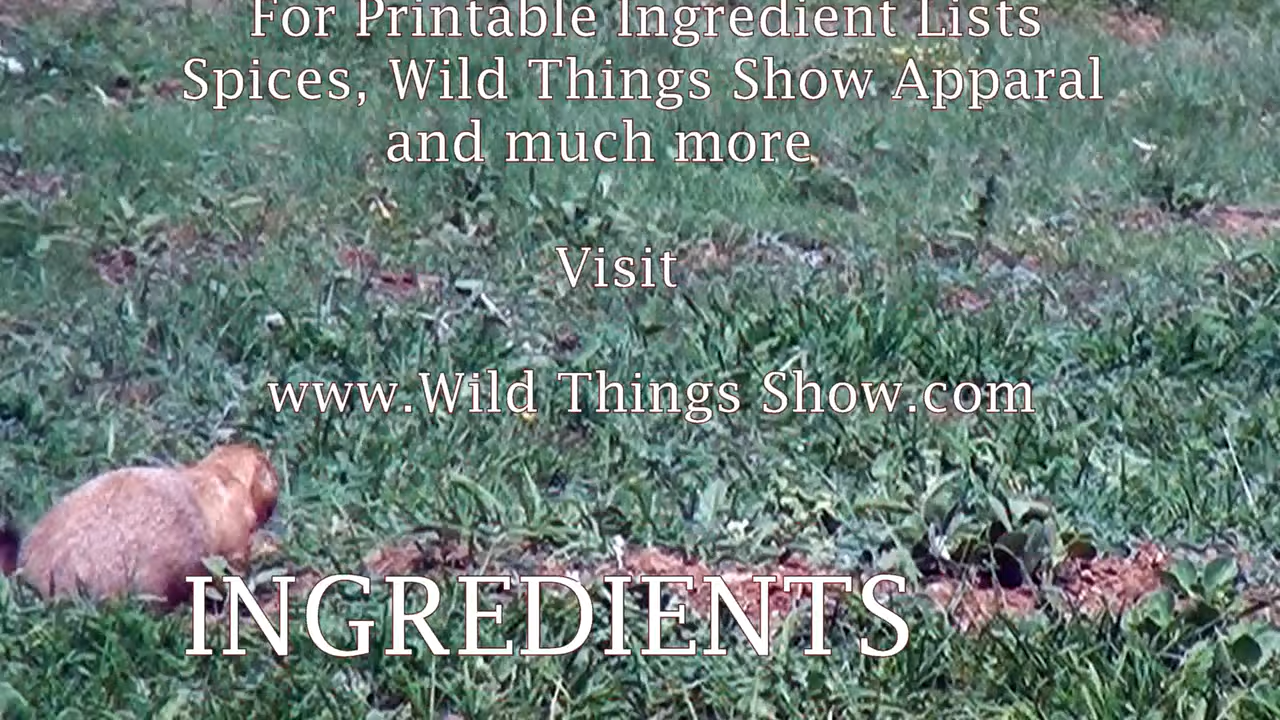 For Printable Ingredient Lists
Spices, Wild Things Show Apparal
and much more
Visit
www.Wild Things Show.com
INGREDIENTS